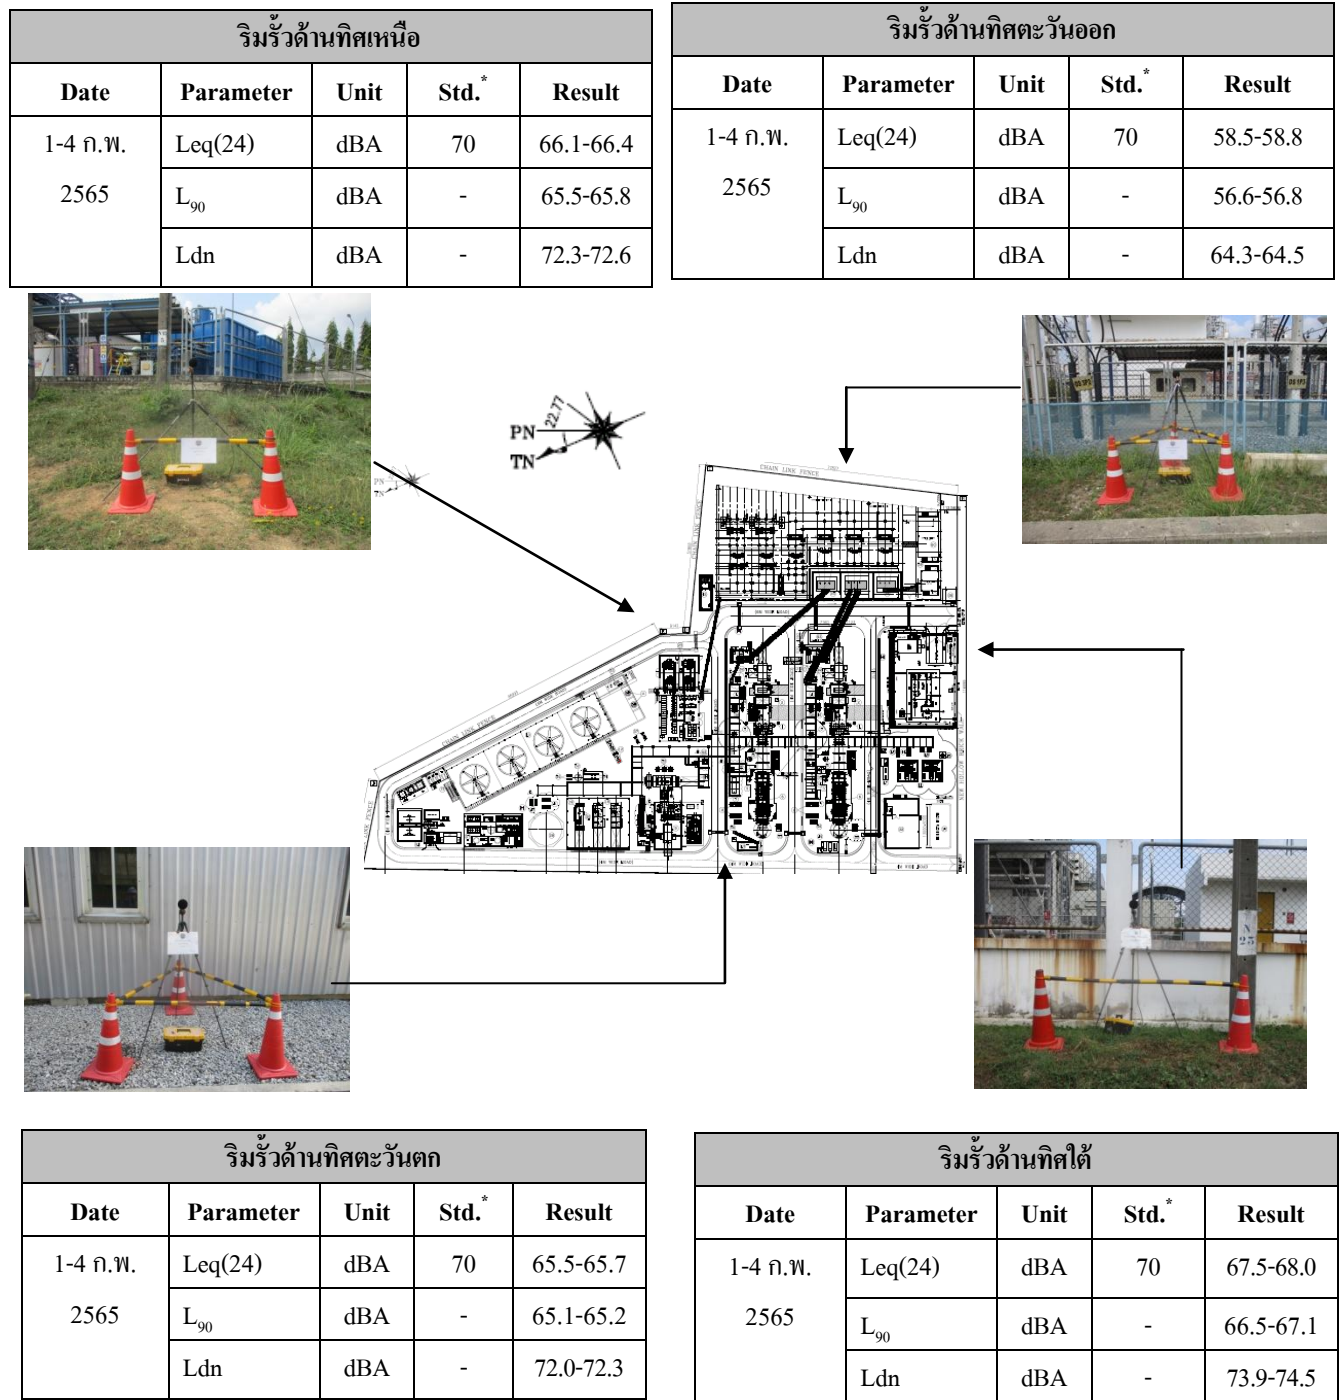 ริมรั้วด้านทิศเหนือ
Date Parameter Unit Std.* Result
1-4 ก.พ. Leq(24) dBA 70 66.1-66.4
2565 L90 dBA - 65.5-65.8
Ldn dBA - 72.3-72.6
ริมรั้วด้านทิศตะวันออก
Date Parameter Unit Std.* Result
1-4 ก.พ. Leq(24) dBA 70 58.5-58.8
2565 L90 dBA - 56.6-56.8
Ldn dBA - 64.3-64.5
22.77
PN
TN
PN
CHAIN LINK FENCE
CHAIN LINK FENCE
CHAIN LINK FENCE
N
25
ริมรั้วด้านทิศตะวันตก
Date Parameter Unit Std.* Result
1-4 ก.พ. Leq(24) dBA 70 65.5-65.7
2565 L90 dBA - 65.1-65.2
Ldn dBA - 72.0-72.3
ริมรั้วด้านทิศใต้
Date Parameter Unit Std.* Result
1-4 ก.พ. Leq(24) dBA 70 67.5-68.0
2565 L90 dBA - 66.5-67.1
Ldn dBA - 73.9-74.5